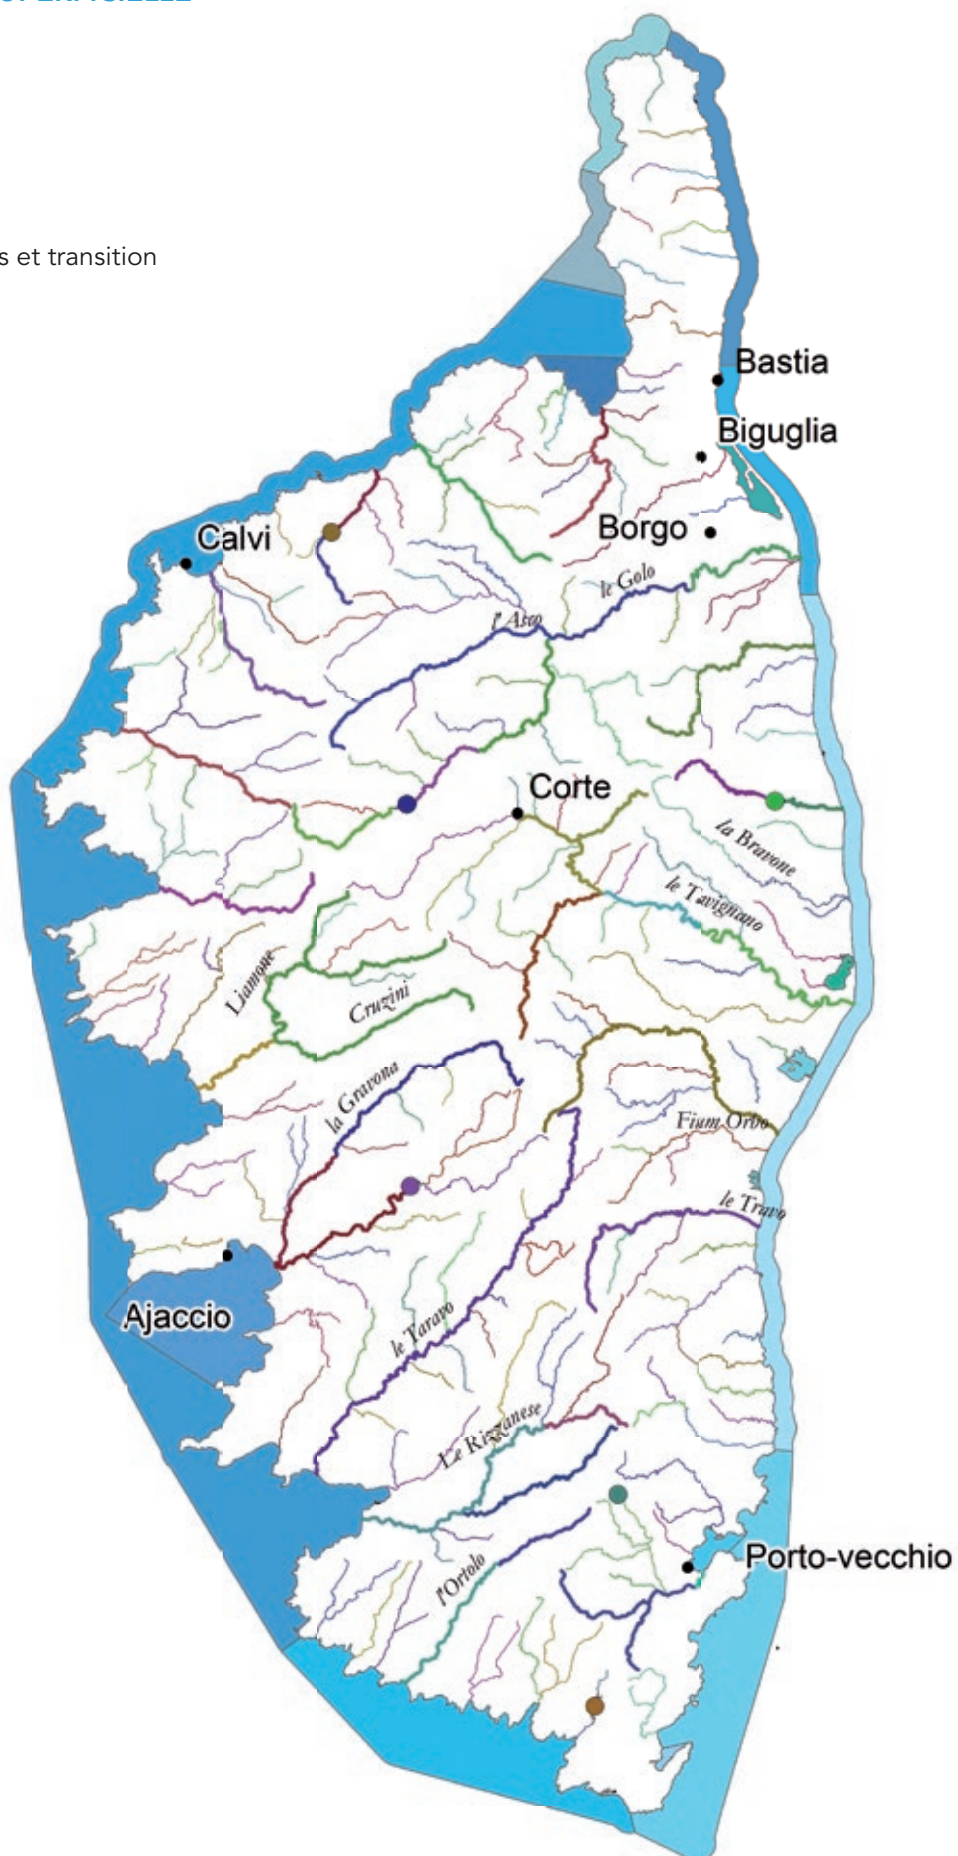 s et transition
Bastia
Biguglia
Calvi
Borgo
le Golo
l'Asco
Corte
la Bravone
le Tavignano
Liamone
Cruzini
la Gravona
Fium Orbo
le Travo
Ajaccio
le Taravo
Le Rizzanese
Porto-vecchio
l'Ortolo